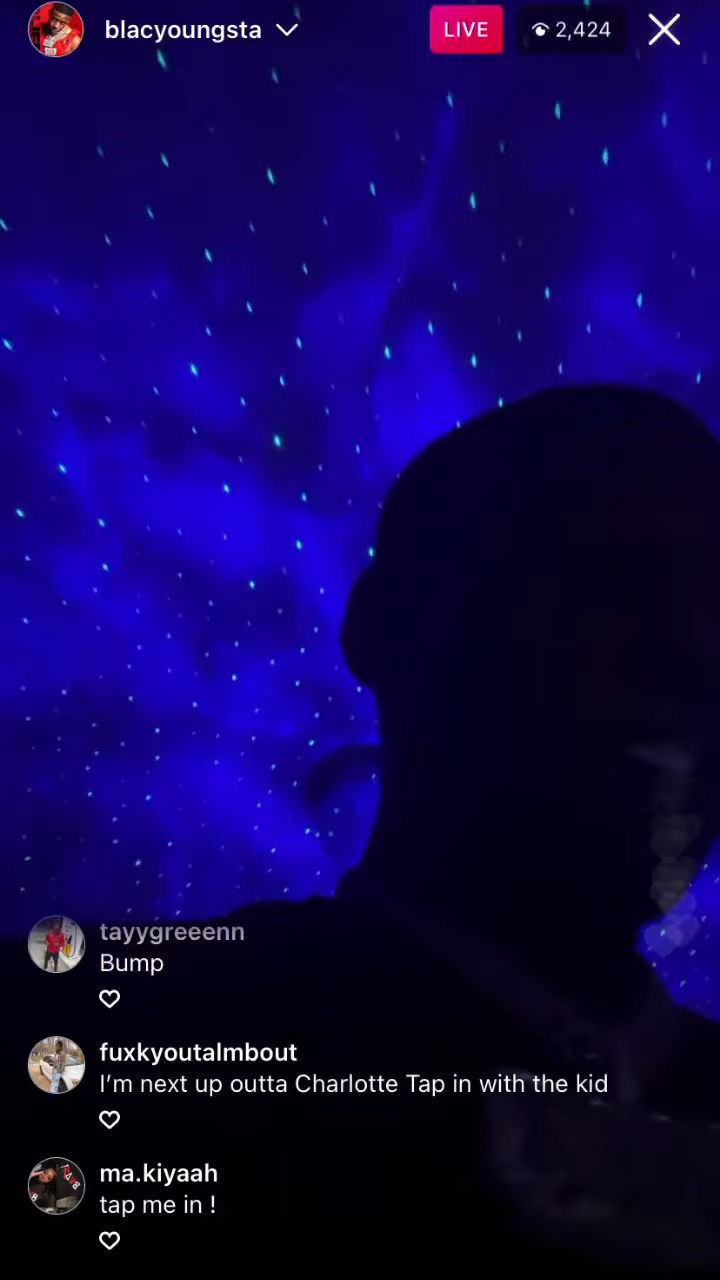 blacyoungsta
LIVE
2,424
tayygreeenn
Bump
fuxkyoutalmbout
I'm next up outta Charlotte Tap in with the kid
ma.kiyaah
tap me in !